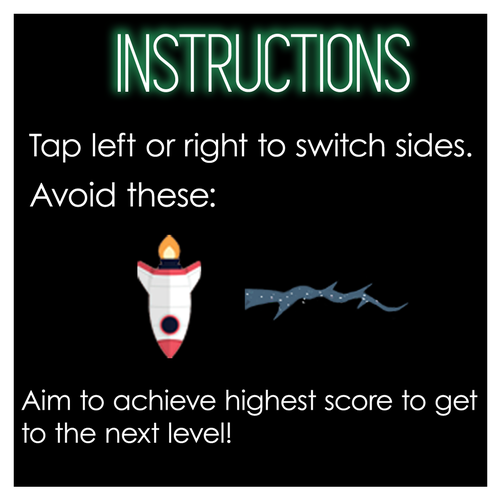 INSTRUCTIONS
Tap left or right to switch sides.
Avoid these:
Aim to achieve highest score to get
to the next level!